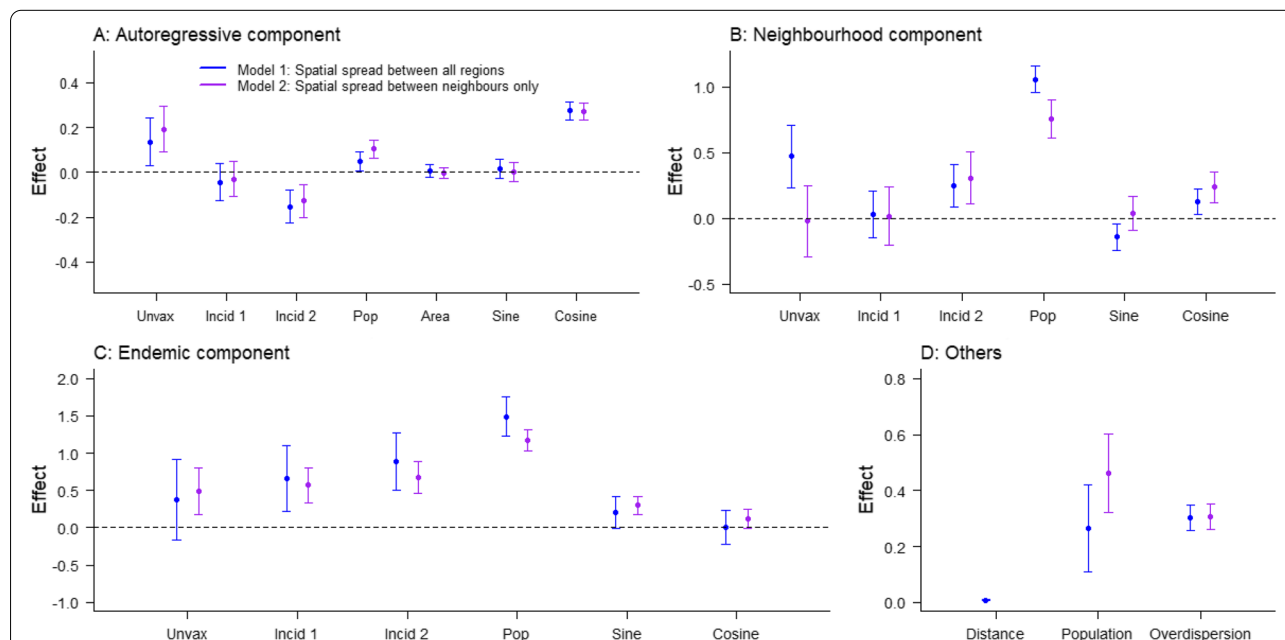 A: Autoregressive component
Model 1: Spatial spread between all regions
Model 2: Spatial spread between neighbours only
Effect
0.4
0.2
0.0
-0.2
-0.4
Unvax Incid 1 Incid 2 Pop Area Sine Cosine
B: Neighbourhood component
Effect
1.0
0.5
0.0
-0.5
Unvax Incid 1 Incid 2 Pop Sine Cosine
C: Endemic component
Effect
2.0
1.5
1.0
0.5
0.0
-0.5
-1.0
Unvax Incid 1 Incid 2 Pop Sine Cosine
D: Others
Effect
0.8
0.6
0.4
0.2
0.0
Distance Population Overdispersion